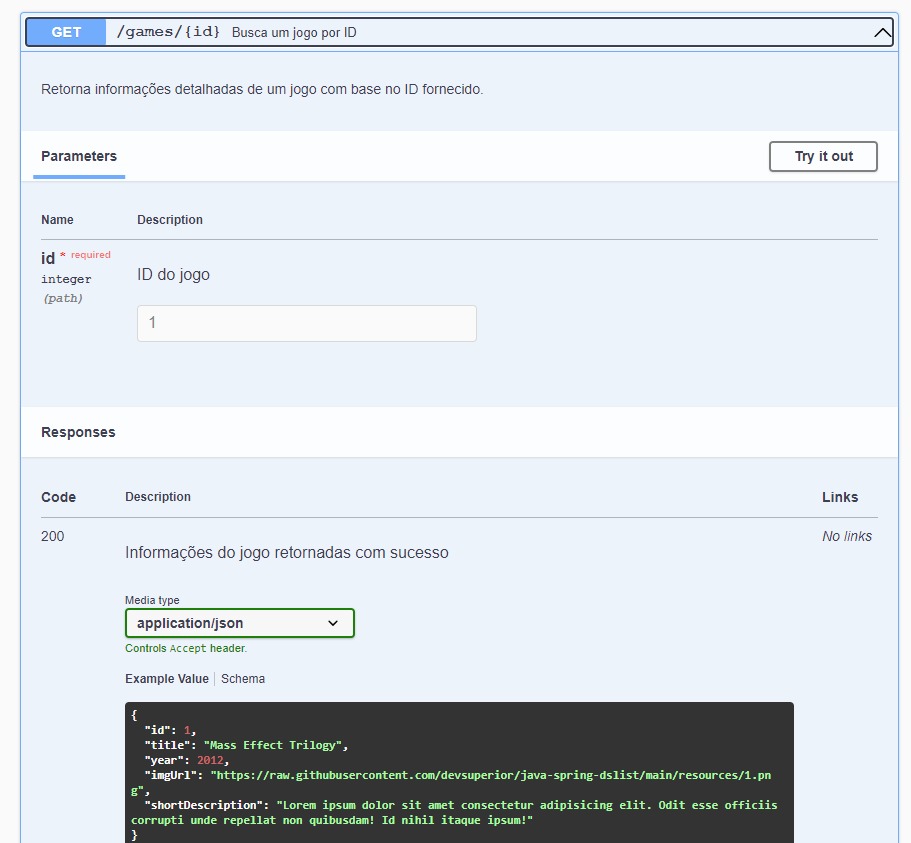 GET /games/{id} Busca um jogo por ID
Retorna informações detalhadas de um jogo com base no ID fornecido.
Parameters
Try it out
Name Description
id * required
integer
(path)
ID do jogo
1
Responses
Code Description Links
200
Informações do jogo retornadas com sucesso
No links
Media type
application/json
Controls Accept header.
Example Value Schema
{
"id": 1,
"title": "Mass Effect Trilogy",
"year": 2012,
"imgUrl": "https://raw.githubusercontent.com/devsuperior/java-spring-dslist/main/resources/1.pn
g",
"shortDescription": "Lorem ipsum dolor sit amet consectetur adipisicing elit. Odit esse officiis
corrupti unde repellat non quibusdam! Id nihil itaque ipsum!"
}